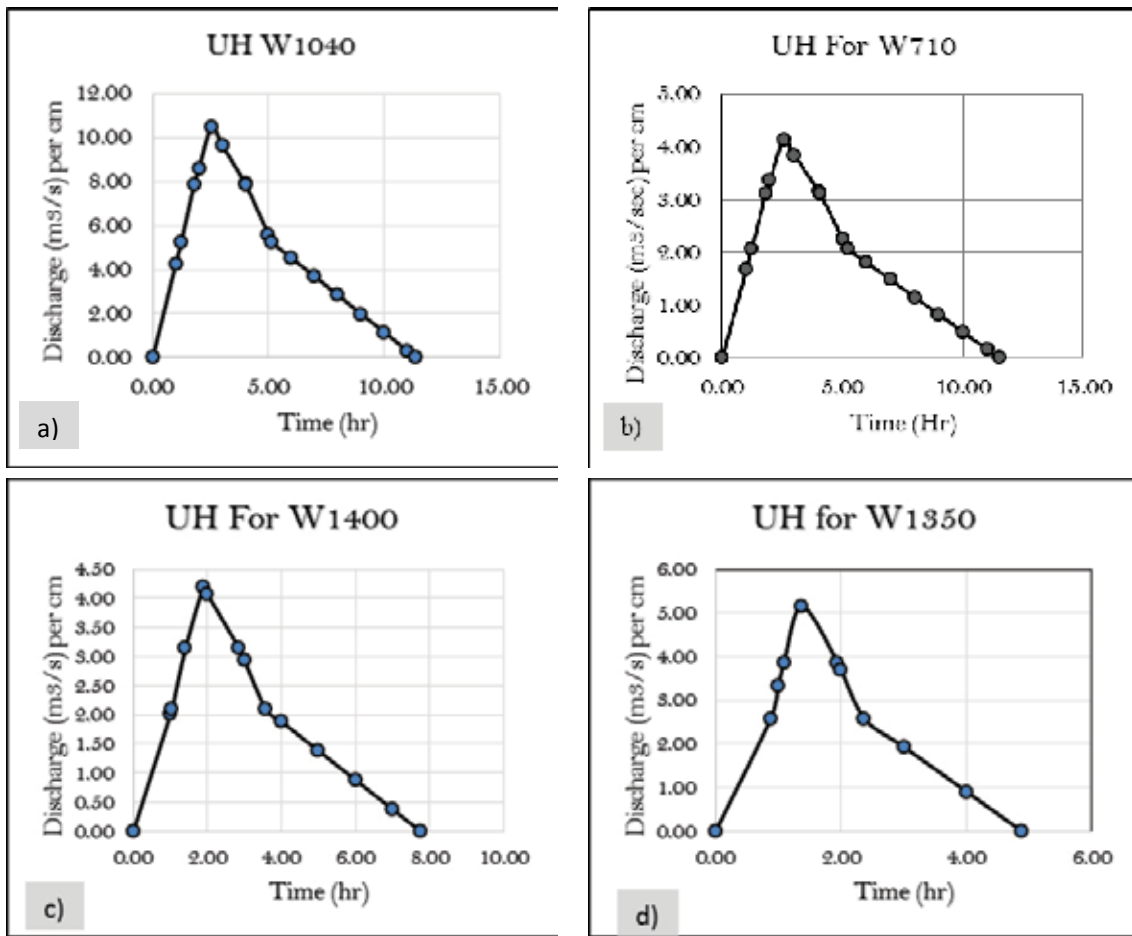 UH W1040
Discharge (m3/s) per cm
12.00
10.00
8.00
6.00
4.00
2.00
0.00
0.00 5.00 10.00 15.00
Time (hr)
a)
UH For W710
Discharge (m3/sec) per cm
5.00
4.00
3.00
2.00
1.00
0.00
0.00 5.00 10.00 15.00
Time (Hr)
b)
UH For W1400
Discharge (m3/s) per cm
4.50
4.00
3.50
3.00
2.50
2.00
1.50
1.00
0.50
0.00
0.00 2.00 4.00 6.00 8.00 10.00
Time (hr)
c)
UH for W1350
Discharge (m3/s) per cm
6.00
5.00
4.00
3.00
2.00
1.00
0.00
0.00 2.00 4.00 6.00
Time (hr)
d)